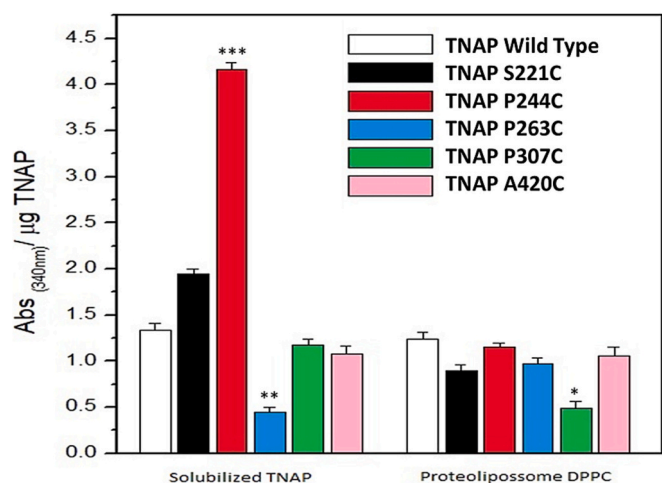 4.5
4.0
4.5
4.0
2.5
2.0
1.5
1.0
0.5
0.0
Abs (340nm)/ µg TNAP
***
**
*
TNAP Wild Type
TNAP S221C
TNAP P244C
TNAP P263C
TNAP P307C
TNAP A420C
Solubilized TNAP
Proteolipossome DPPC